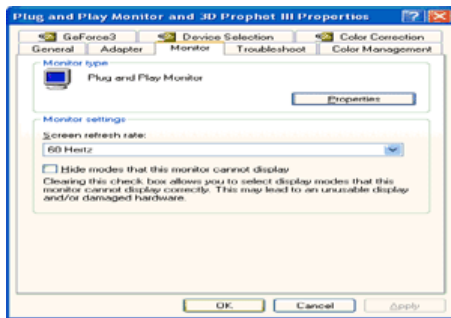 Plug and Play Monitor and 3D Prophet III Properties
GeForce3 Device Selection Color Correction
General Adapter Monitor Troubleshoot Color Management
Monitor type
Plug and Play Monitor
Properties
Monitor settings
Screen refresh rate:
60 Hertz
Hide modes that this monitor cannot display
Clearing this check box allows you to select display modes that this
monitor cannot display correctly. This may lead to an unusable display
and/or damaged hardware.
OK Cancel Apply